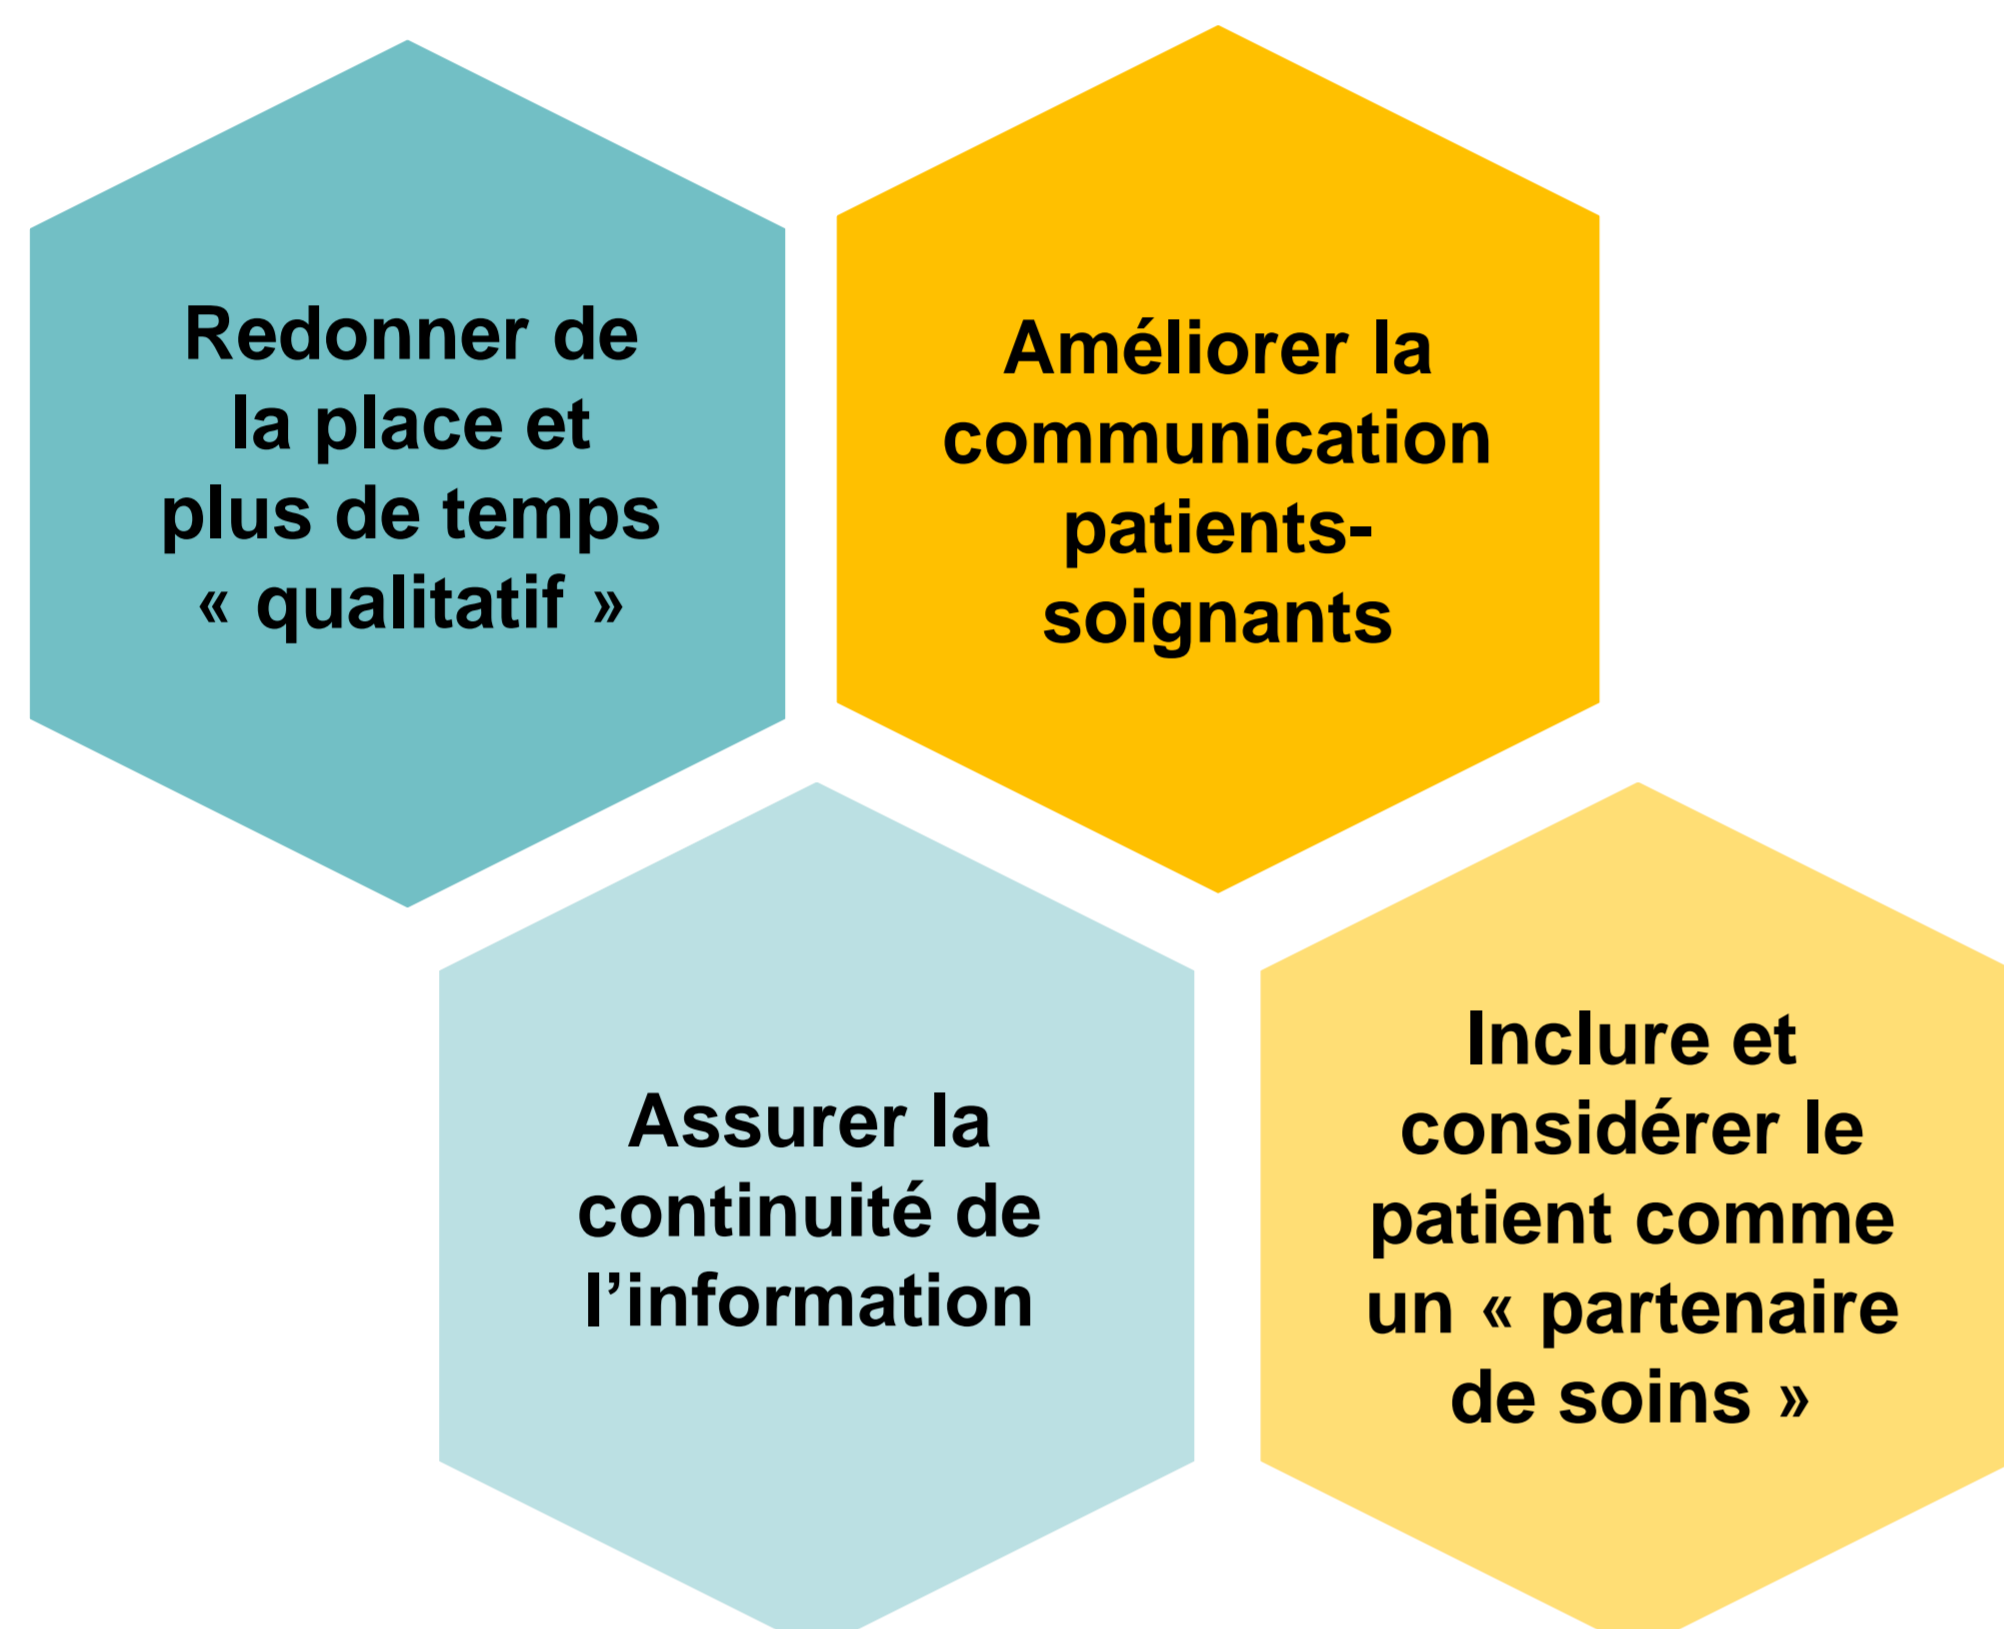 Redonner de
la place et
plus de temps
« qualitatif »
Améliorer la
communication
patients-
soignants
Assurer la
continuité de
l’information
Inclure et
considérer le
patient comme
un « partenaire
de soins »